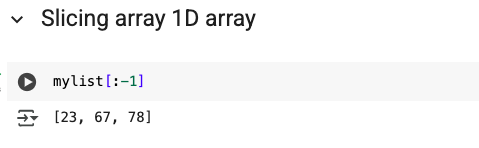 Slicing array 1D array
mylist[:-1]
[23, 67, 78]